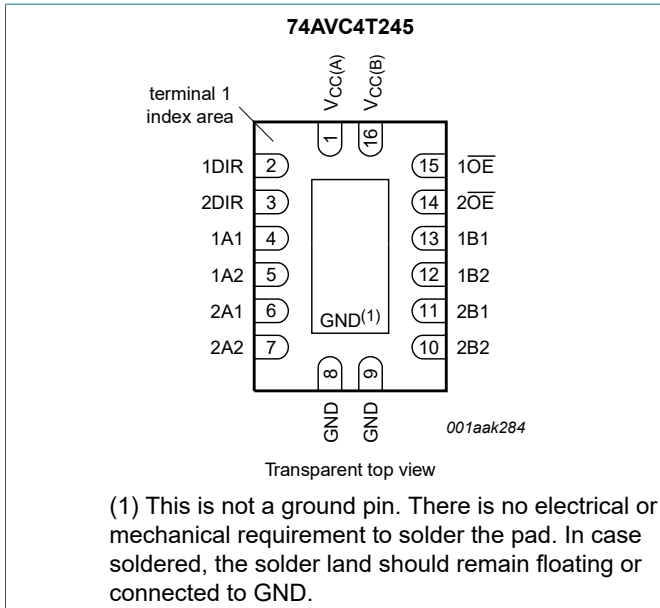 74AVC4T245
terminal 1
index area
VCC(A)
VCC(B)
1
16
1DIR 2
15 1O̅E̅
2DIR 3
14 2O̅E̅
1A1 4
13 1B1
1A2 5
12 1B2
2A1 6
11 2B1
2A2 7
10 2B2
GND(1)
8
9
GND
GND
001aak284
Transparent top view
(1) This is not a ground pin. There is no electrical or
mechanical requirement to solder the pad. In case
soldered, the solder land should remain floating or
connected to GND.